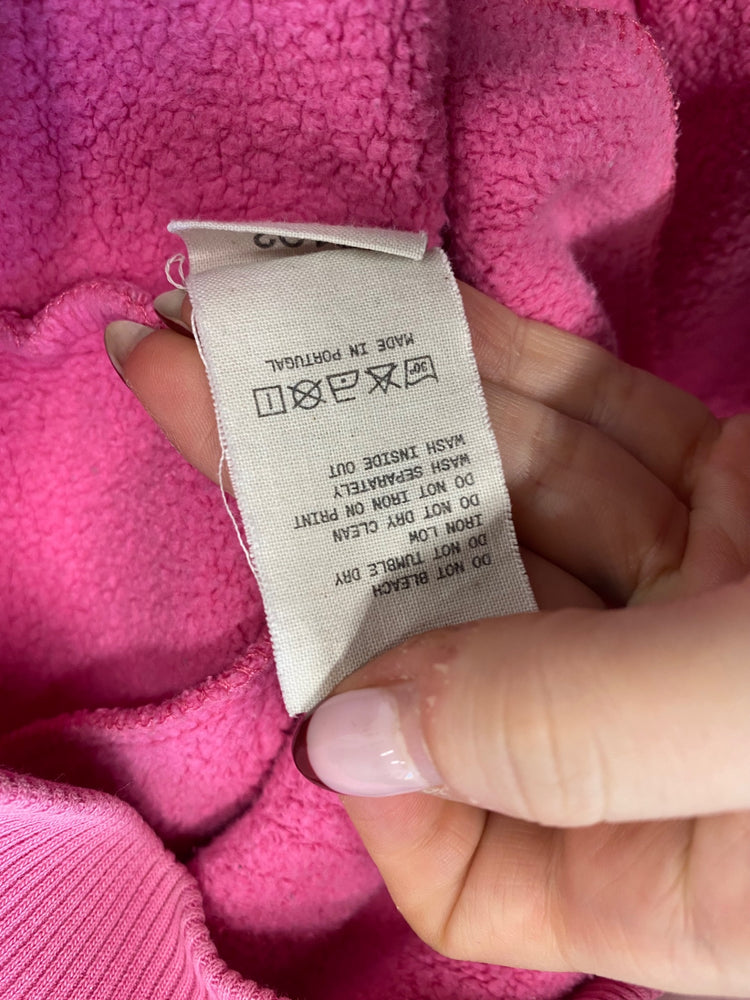 DO NOT BLEACH
DO NOT TUMBLE DRY
IRON LOW
DO NOT DRY CLEAN
DO NOT IRON ON PRINT
WASH SEPARATELY
WASH INSIDE OUT
30°
MADE IN PORTUGAL